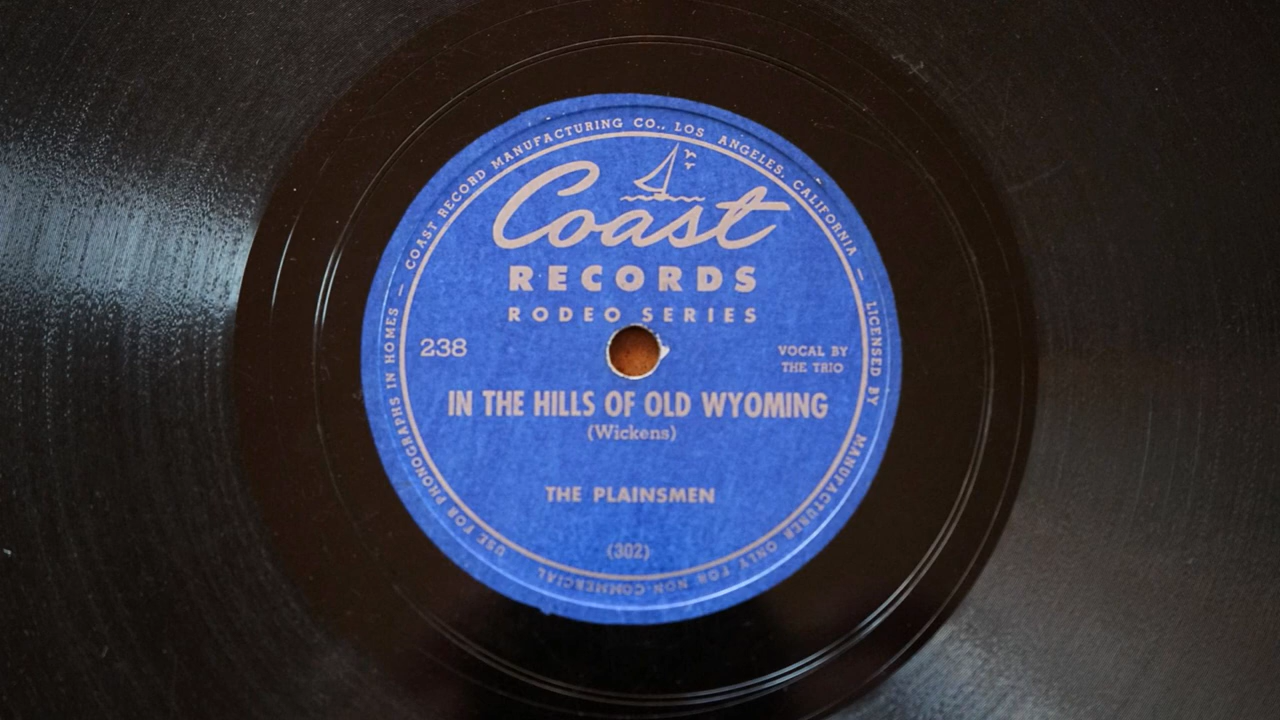 COAST RECORD MANUFACTURING CO., LOS ANGELES, CALIFORNIA — LICENSED BY MANUFACTURER ONLY FOR NON-COMMERCIAL USE FOR PHONOGRAPHS IN HOMES —
Coast
RECORDS
RODEO SERIES
238
VOCAL BY
THE TRIO
IN THE HILLS OF OLD WYOMING
(Wickens)
THE PLAINSMEN
(302)